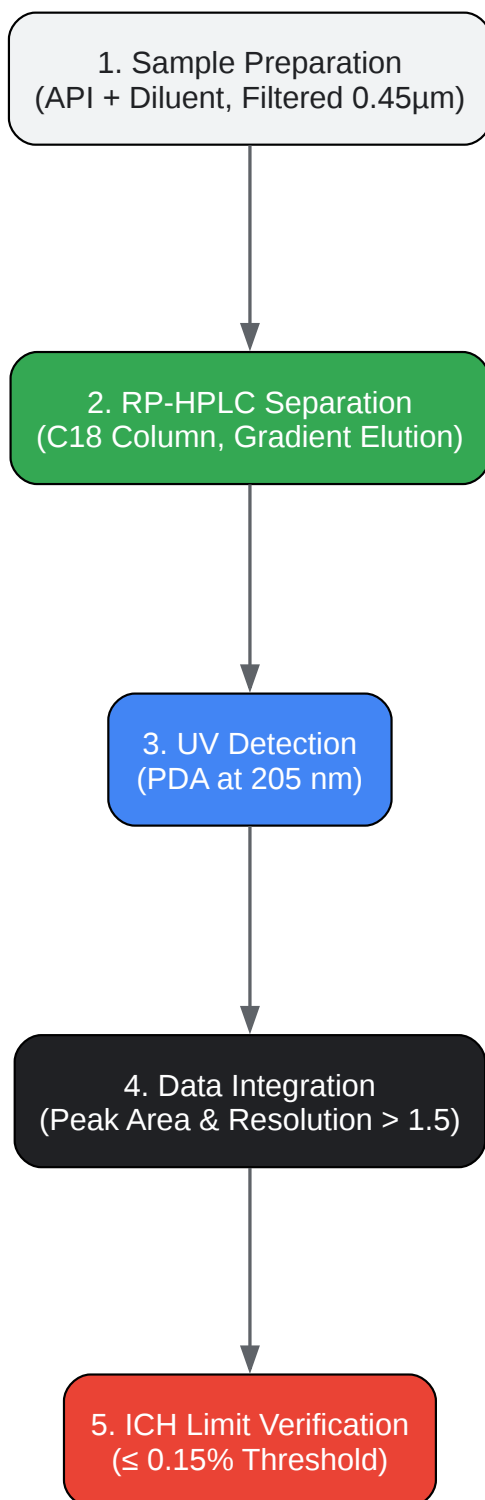 1. Sample Preparation
(API + Diluent, Filtered 0.45µm)
2. RP-HPLC Separation
(C18 Column, Gradient Elution)
3. UV Detection
(PDA at 205 nm)
4. Data Integration
(Peak Area & Resolution > 1.5)
5. ICH Limit Verification
(≤ 0.15% Threshold)